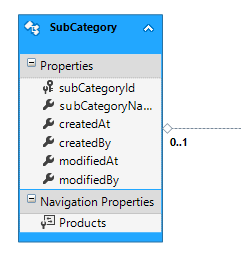 SubCategory
Properties
subCategoryId
subCategoryNa...
createdAt
createdBy
0..1
modifiedAt
modifiedBy
Navigation Properties
Products